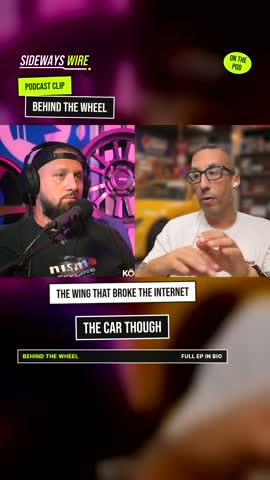 SIDEWAYS WIRE.
ON THE
POD
PODCAST CLIP
BEHIND THE WHEEL
nismo
KÖ
THE WING THAT BROKE THE INTERNET
THE CAR THOUGH
BEHIND THE WHEEL
FULL EP IN BIO